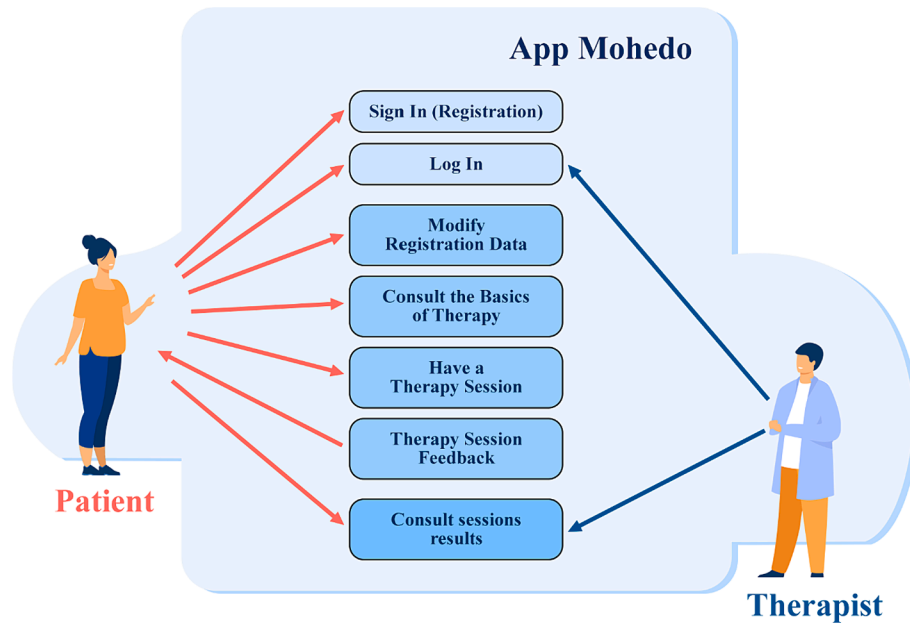 App Mohedo
Sign In (Registration)
Log In
Modify
Registration Data
Consult the Basics
of Therapy
Have a
Therapy Session
Therapy Session
Feedback
Consult sessions
results
Patient
Therapist